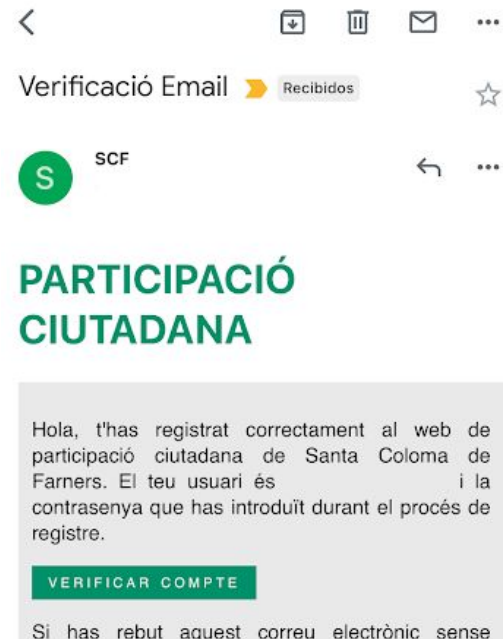 Verificació Email
Recibidos
S
SCF
PARTICIPACIÓ
CIUTADANA
Hola, t'has registrat correctament al web de
participació ciutadana de Santa Coloma de
Farners. El teu usuari és i la
contrasenya que has introduït durant el procés de
registre.
VERIFICAR COMPTE
Si has rebut aquest correu electrònic sense